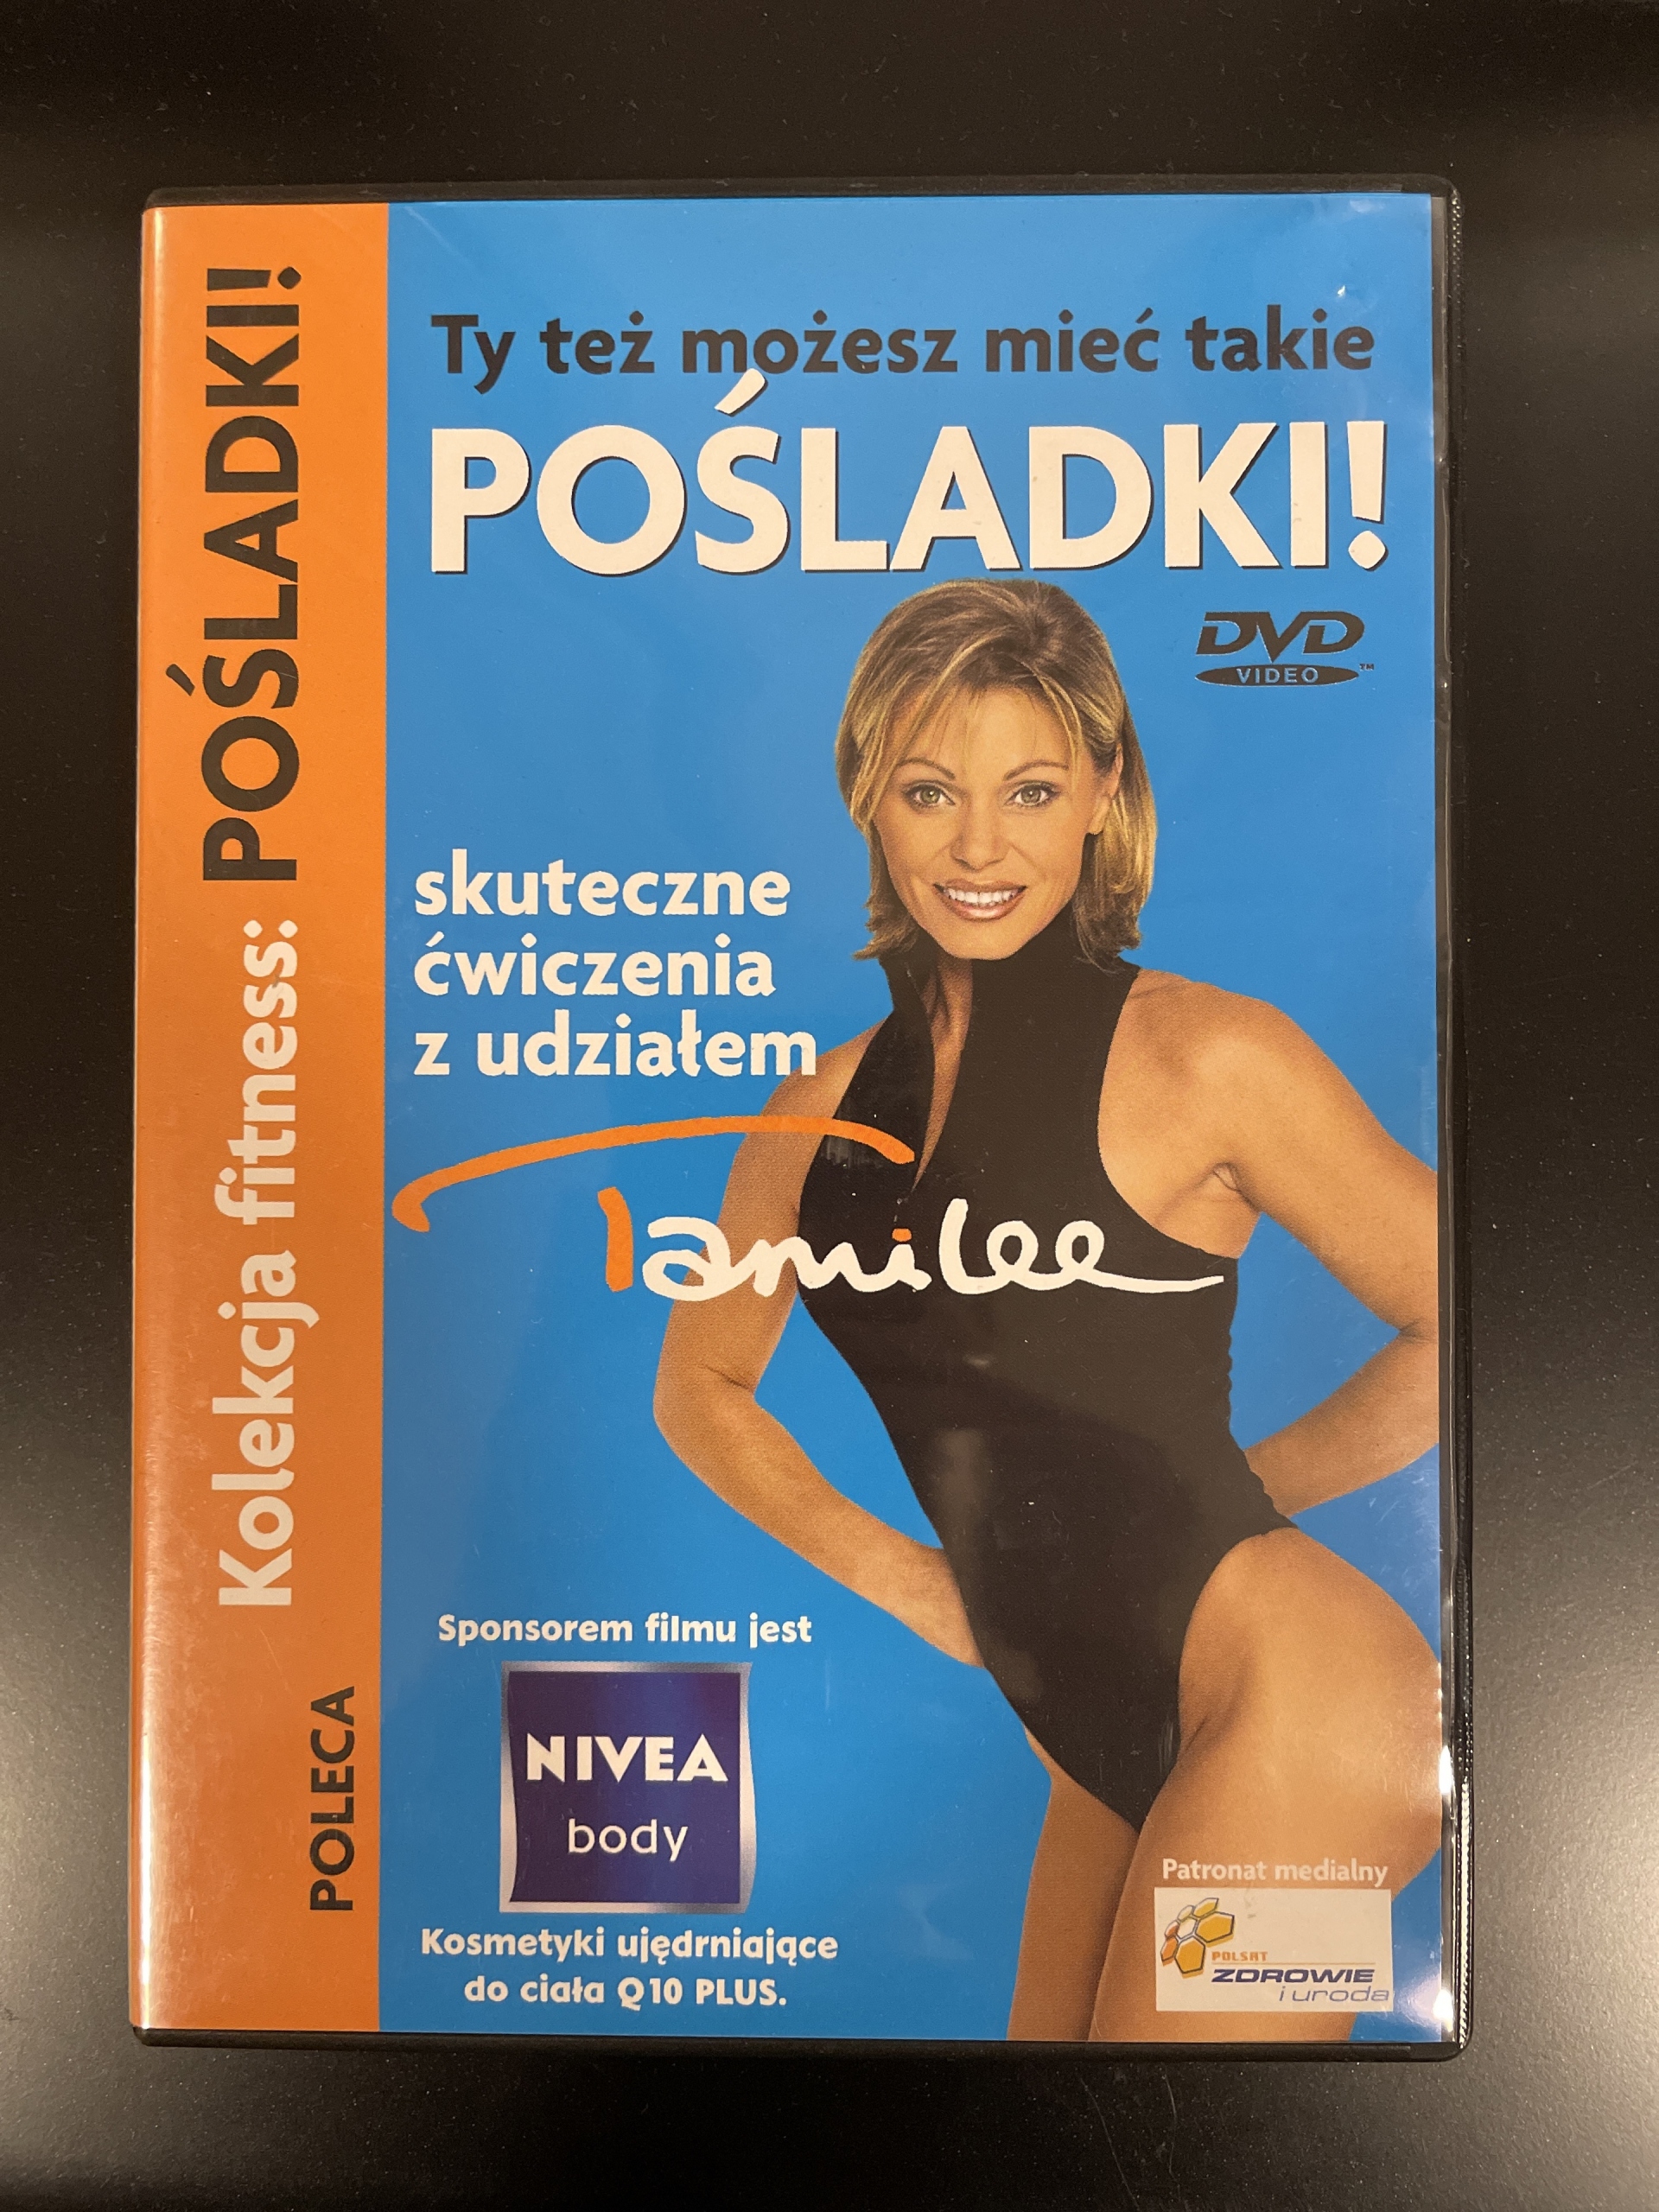 Kolekcja fitness: POŚLADKI!
POLECA
Ty też możesz mieć takie
POŚLADKI!
DVD
VIDEO™
skuteczne
ćwiczenia
z udziałem
Tamilee
Sponsorem filmu jest
NIVEA
body
Kosmetyki ujędrniające
do ciała Q10 PLUS.
Patronat medialny
POLSAT
ZDROWIE
i uroda